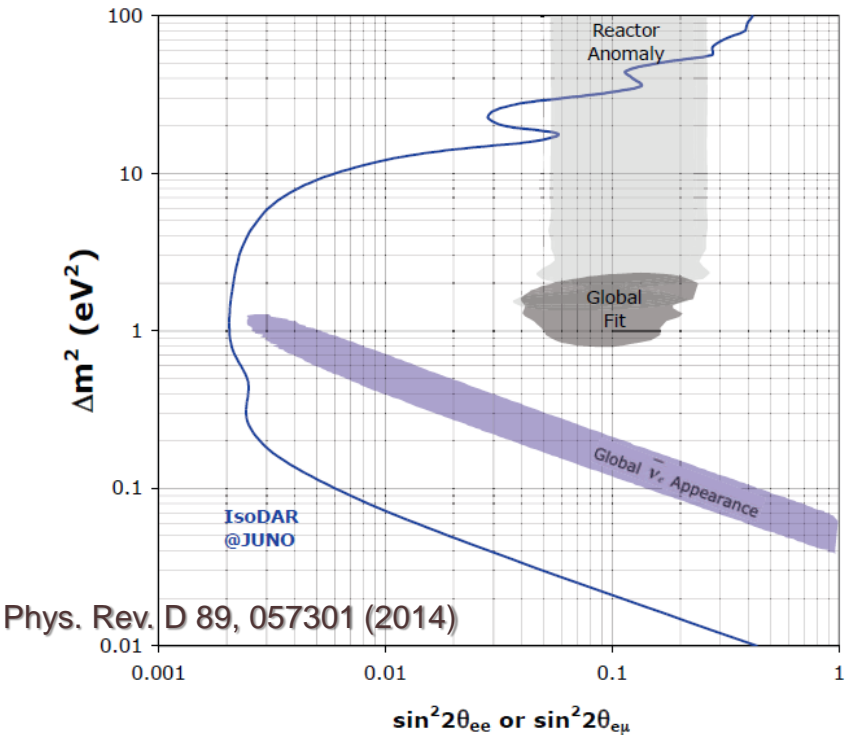 100
10
1
0.1
0.01
Δm² (eV²)
Reactor
Anomaly
Global
Fit
Global ν̅ₑ Appearance
IsoDAR
@JUNO
Phys. Rev. D 89, 057301 (2014)
0.001 0.01 0.1 1
sin²2θₑₑ or sin²2θₑμ